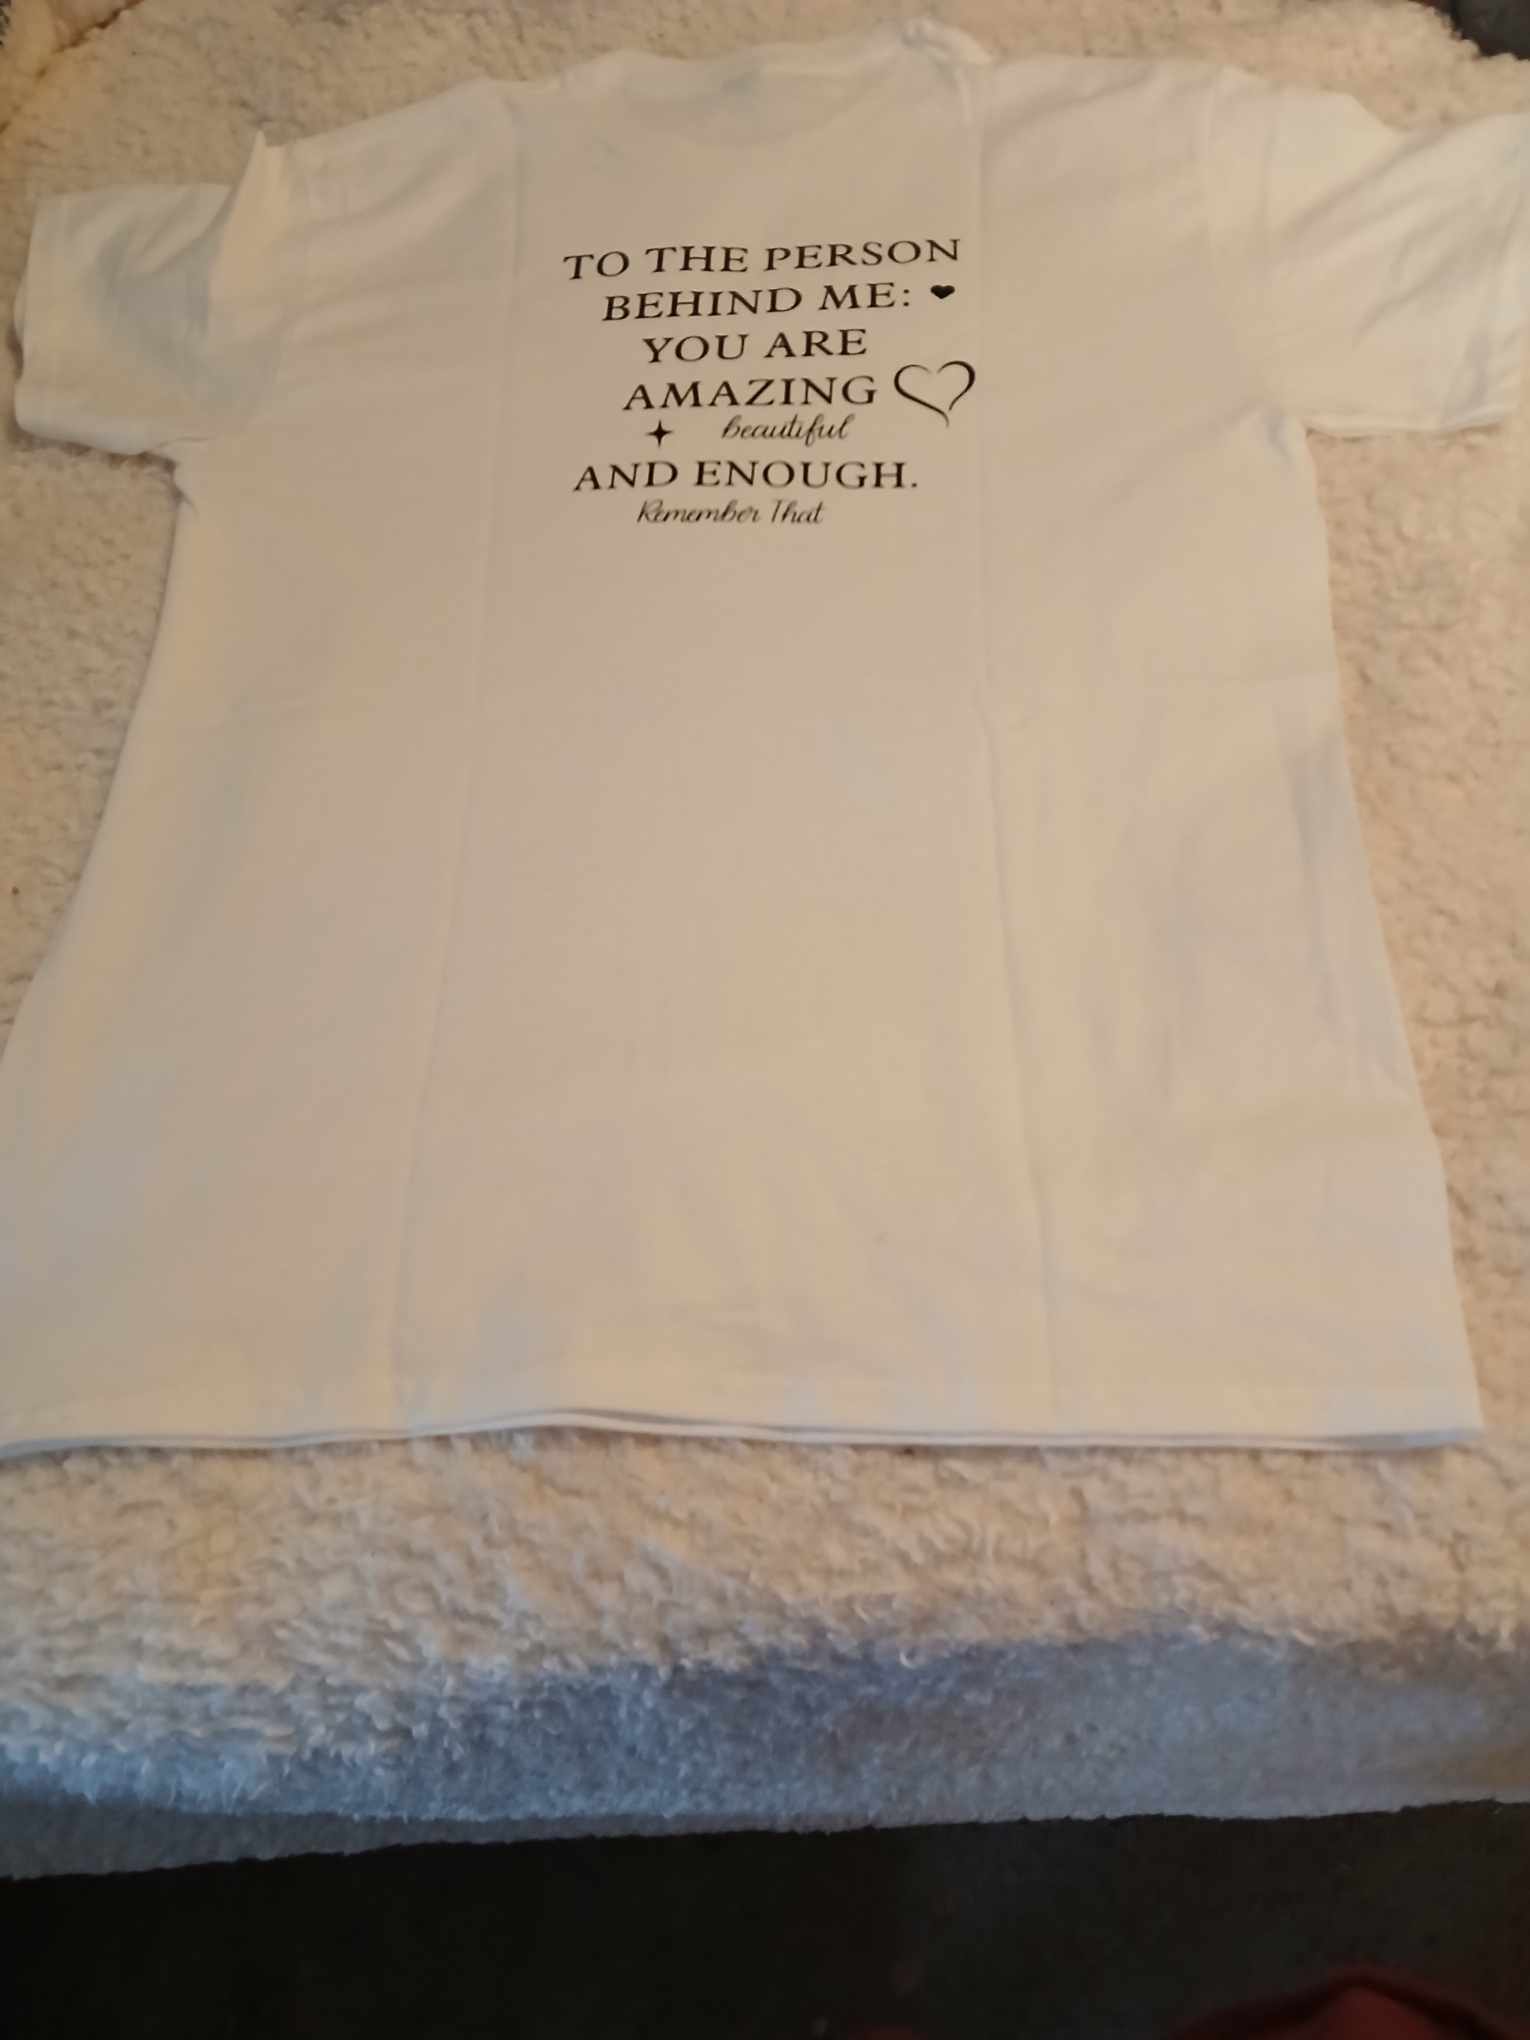 TO THE PERSON
BEHIND ME:
YOU ARE
AMAZING
beautiful
AND ENOUGH.
Remember That